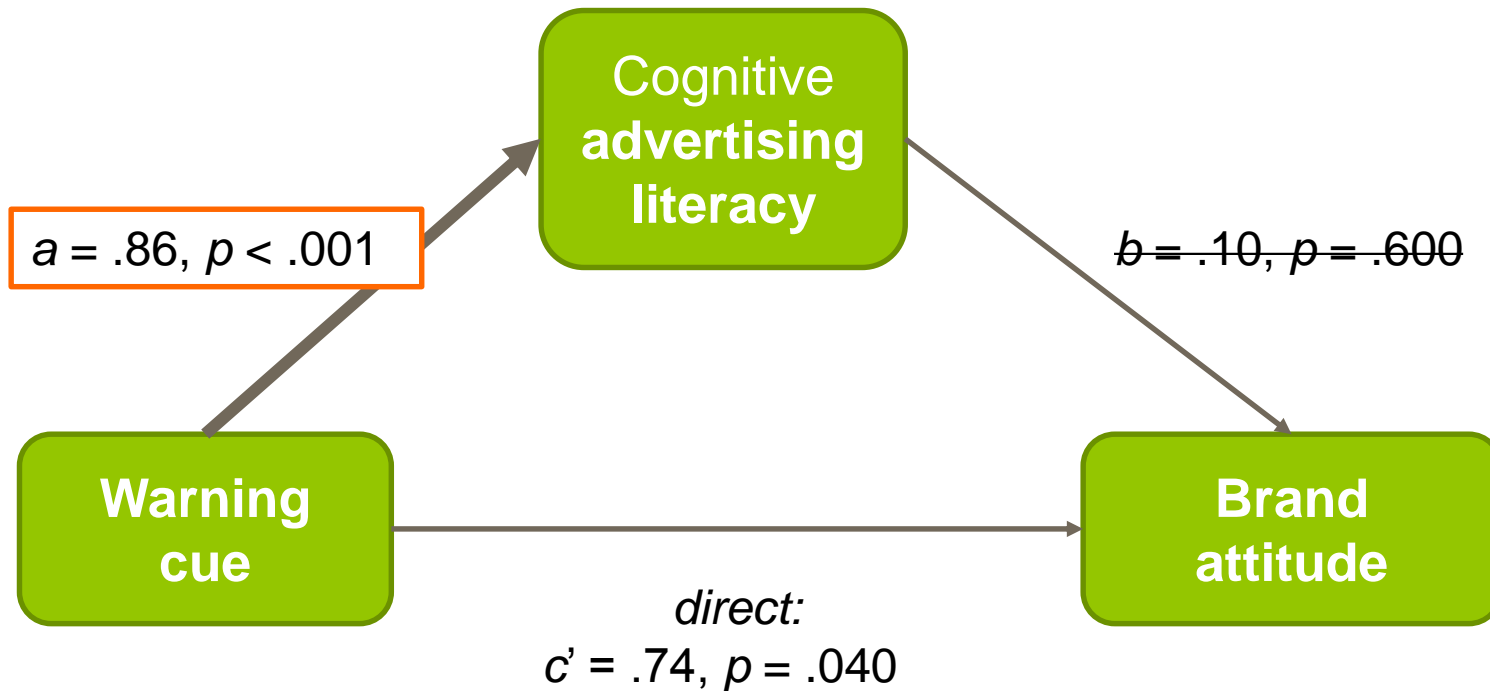 Cognitive
advertising
literacy
a = .86, p < .001
b = .10, p = .600
Warning
cue
Brand
attitude
direct:
c’ = .74, p = .040